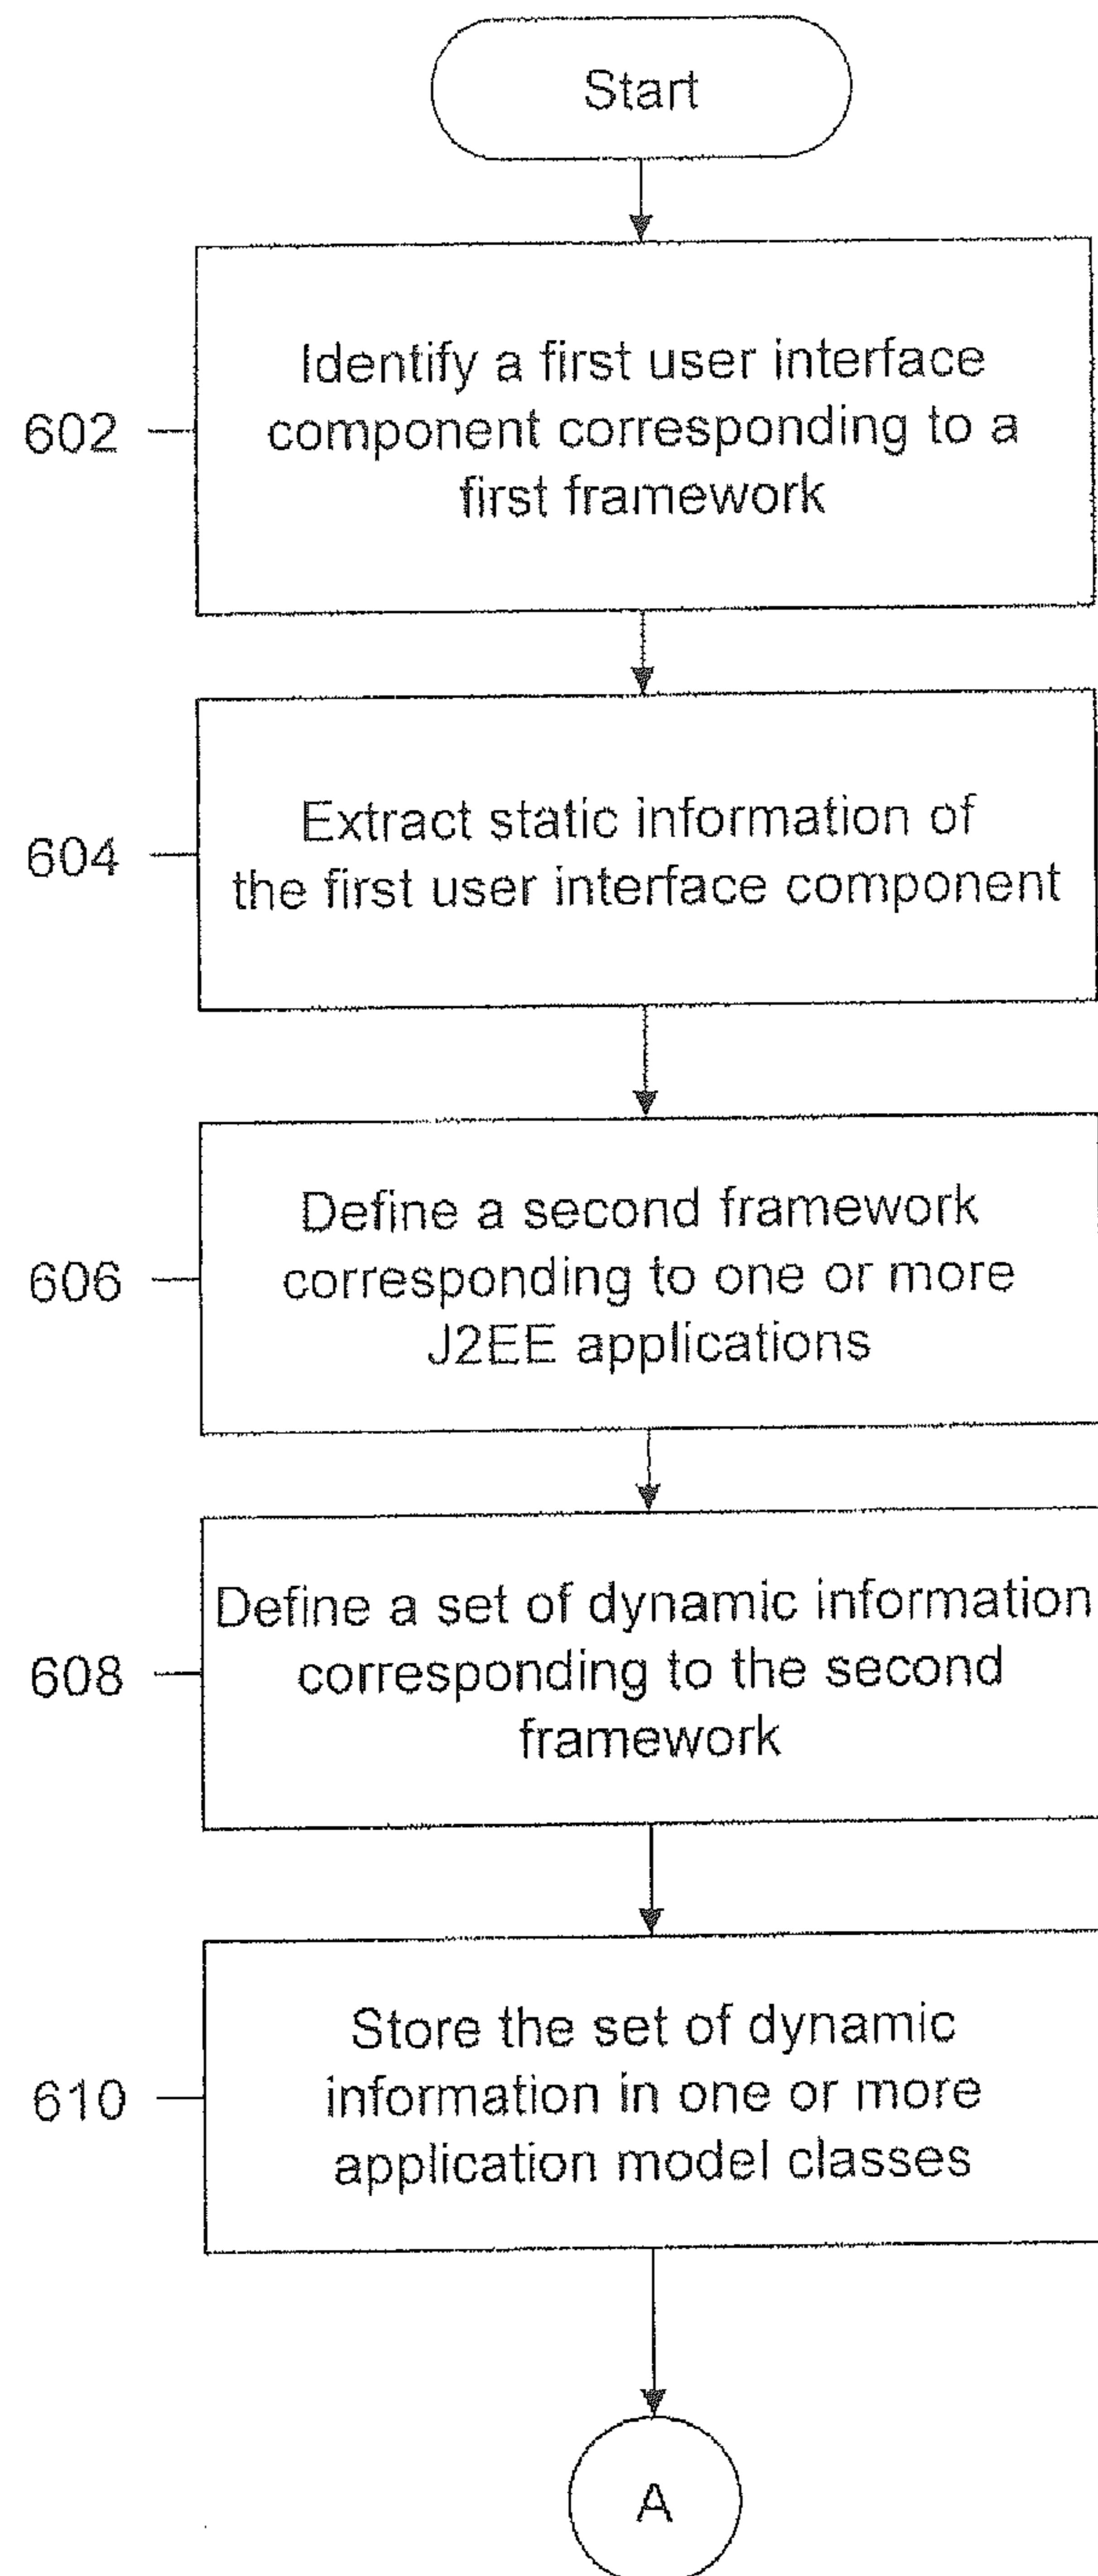 Start
602
Identify a first user interface
component corresponding to a
first framework
604
Extract static information of
the first user interface component
606
Define a second framework
corresponding to one or more
J2EE applications
608
Define a set of dynamic information
corresponding to the second
framework
610
Store the set of dynamic
information in one or more
application model classes
A